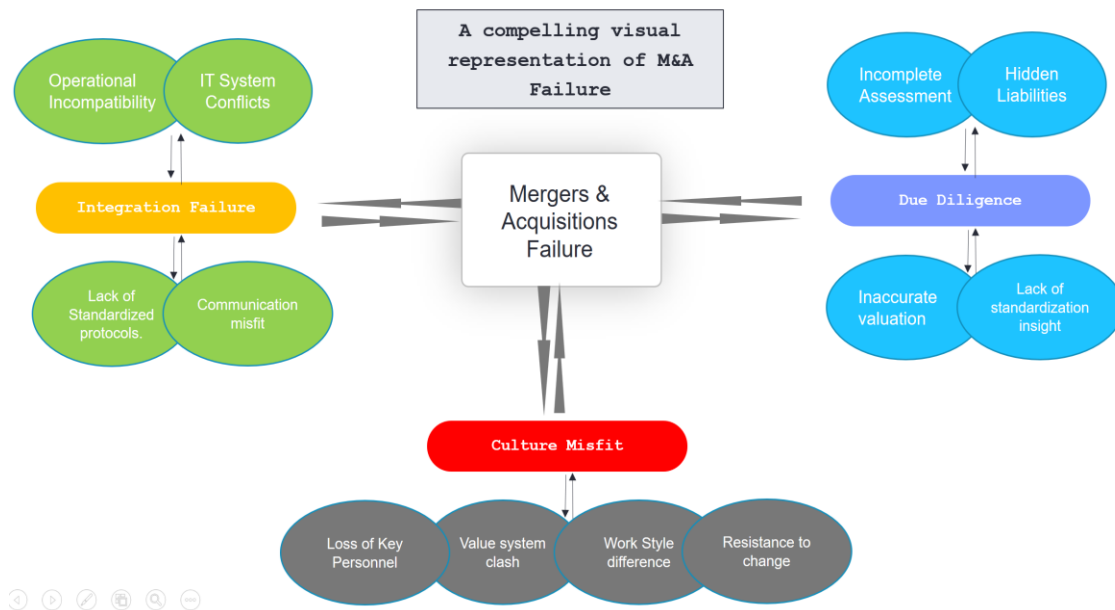 A compelling visual
representation of M&A
Failure
Operational
Incompatibility
IT System
Conflicts
Incomplete
Assessment
Hidden
Liabilities
Integration Failure
Mergers &
Acquisitions
Failure
Due Diligence
Lack of
Standardized
protocols.
Communication
misfit
Inaccurate
valuation
Lack of
standardization
insight
Culture Misfit
Loss of Key
Personnel
Value system
clash
Work Style
difference
Resistance to
change